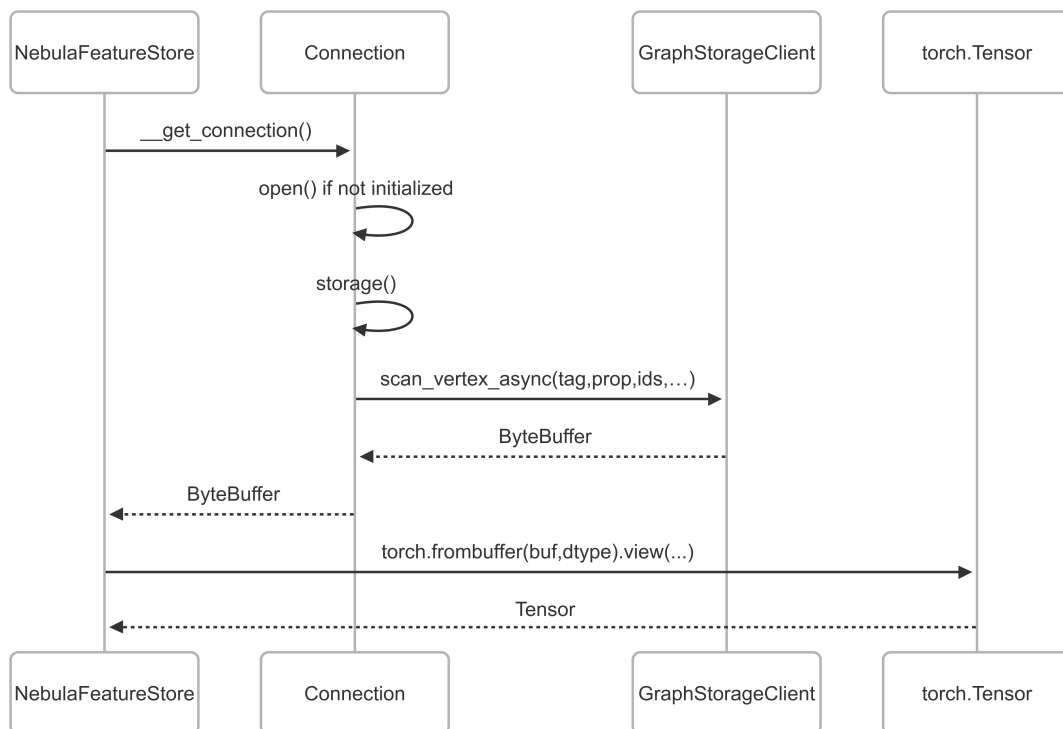 NebulaFeatureStore
Connection
GraphStorageClient
torch.Tensor
__get_connection()
open() if not initialized
storage()
scan_vertex_async(tag,prop,ids,…)
ByteBuffer
ByteBuffer
torch.frombuffer(buf,dtype).view(...)
Tensor
NebulaFeatureStore
Connection
GraphStorageClient
torch.Tensor